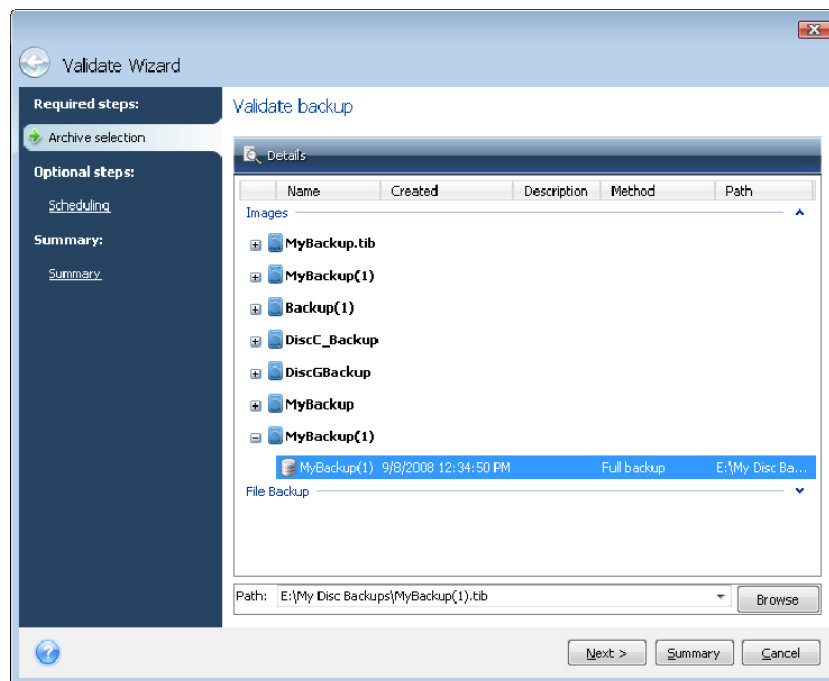 Validate Wizard
Required steps:
Archive selection
Optional steps:
Scheduling
Summary:
Summary
Validate backup
Details
Name Created Description Method Path
Images
MyBackup.tib
MyBackup(1)
Backup(1)
DiscC_Backup
DiscGBackup
MyBackup
MyBackup(1)
MyBackup(1) 9/8/2008 12:34:50 PM Full backup E:\My Disc Ba...
File Backup
Path: E:\My Disc Backups\MyBackup(1).tib Browse
Next > Summary Cancel